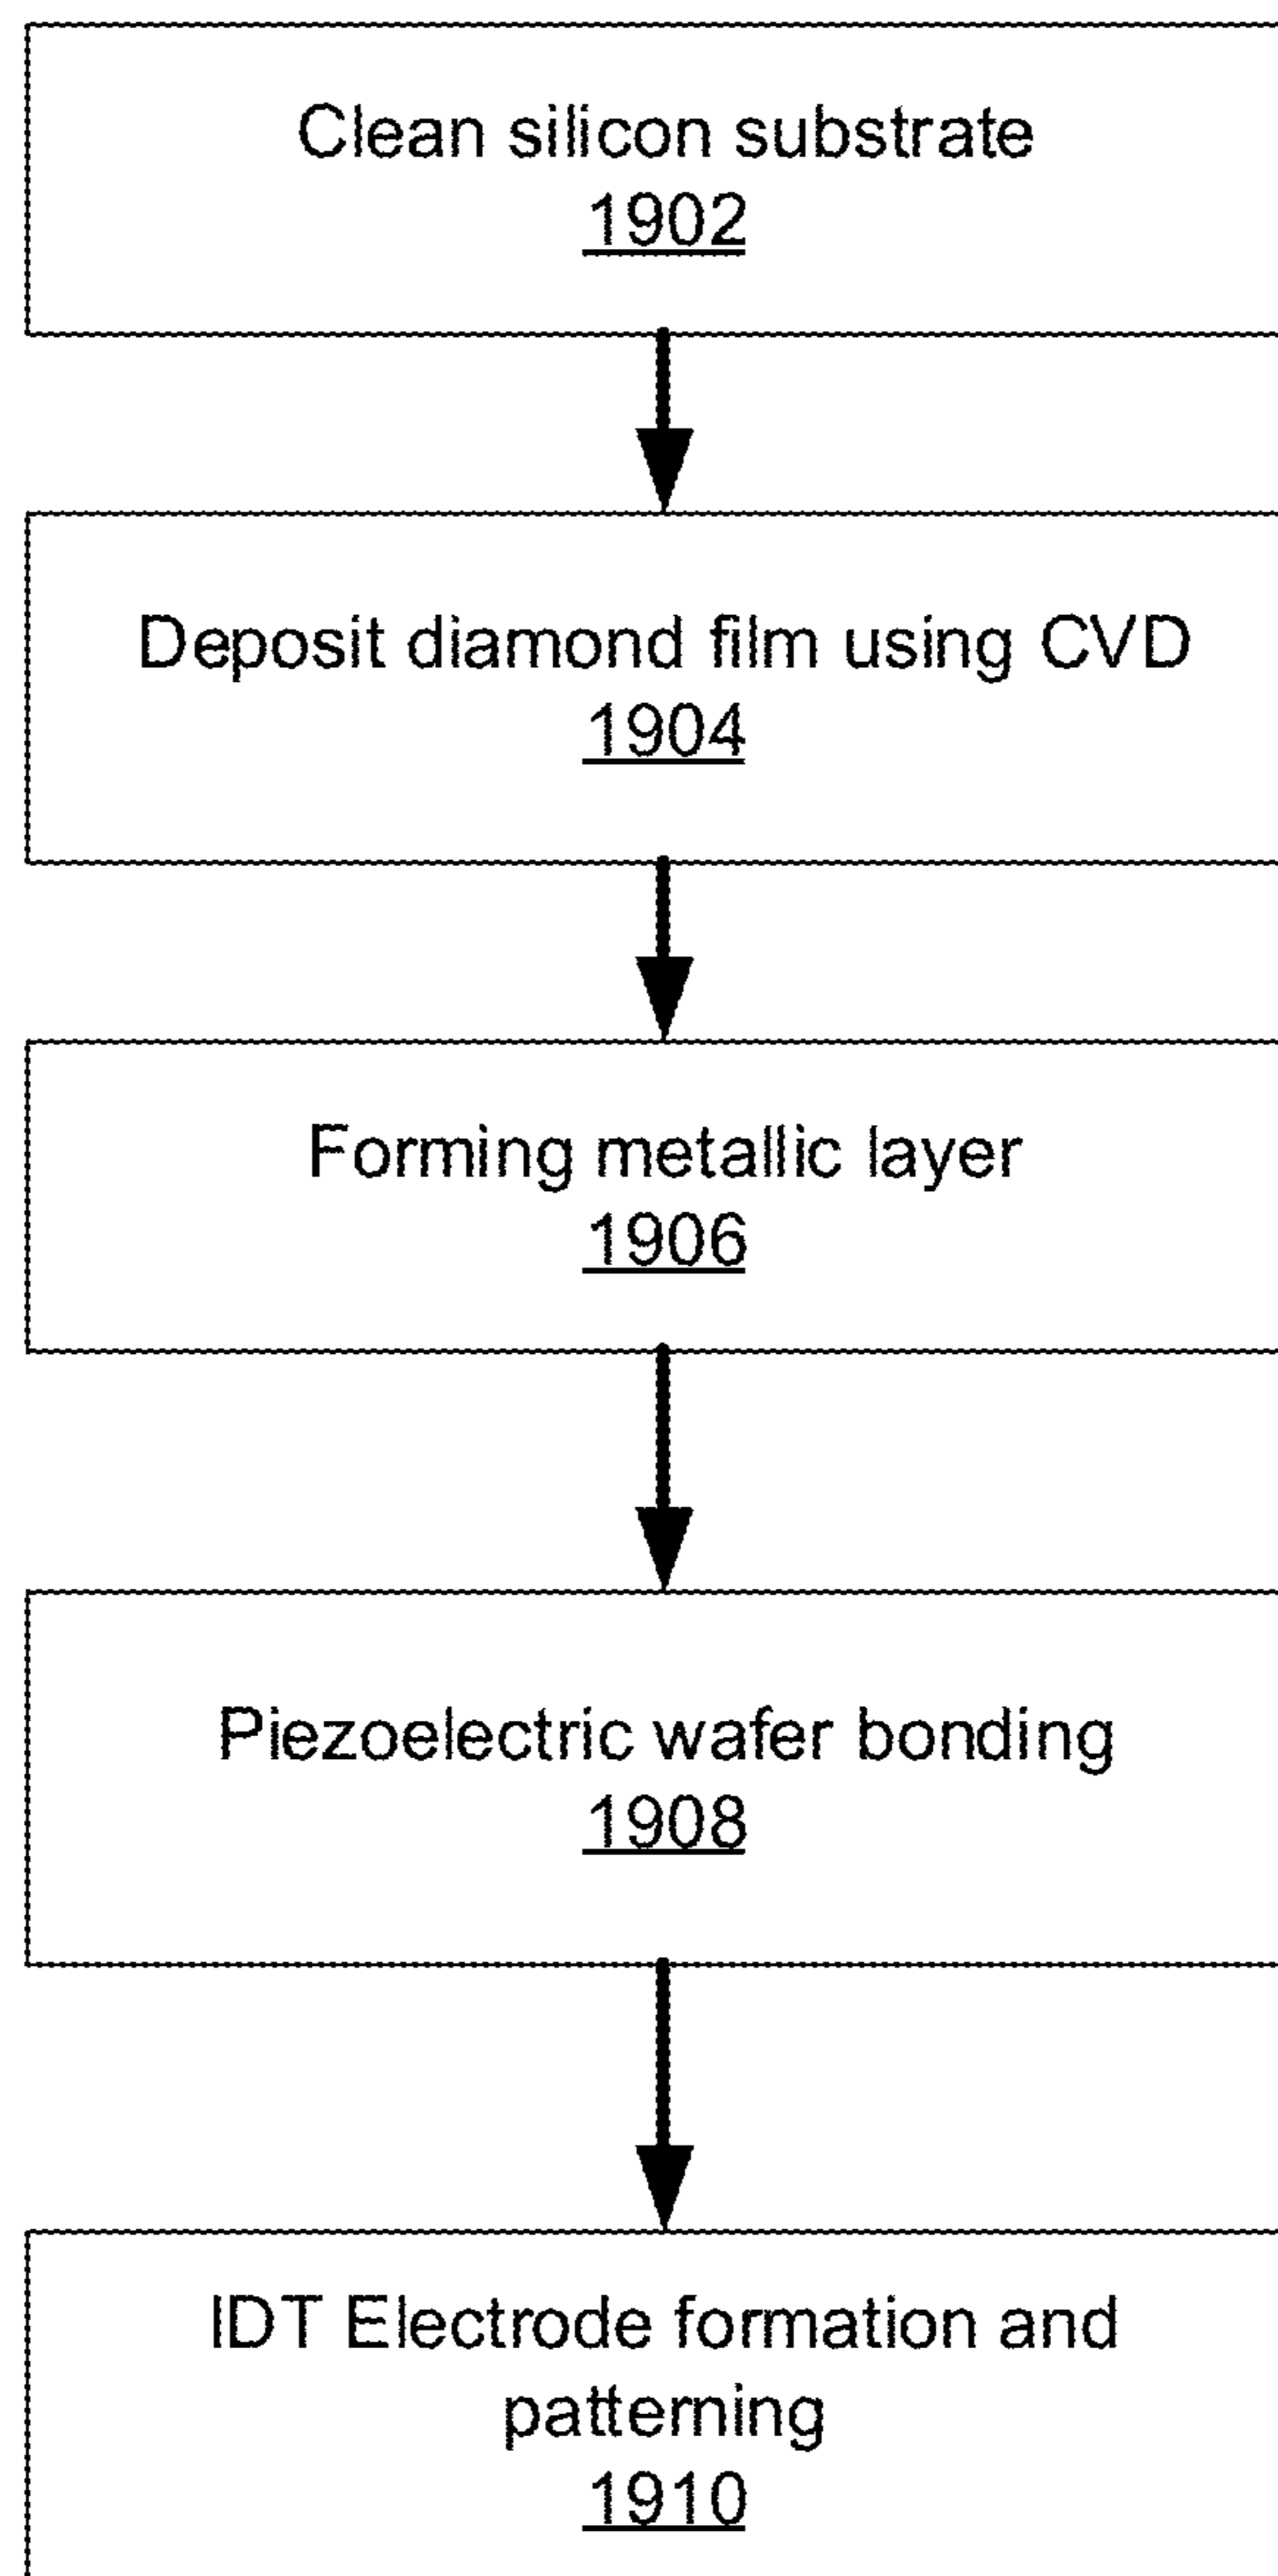 Clean silicon substrate
1902
Deposit diamond film using CVD
1904
Forming metallic layer
1906
Piezoelectric wafer bonding
1908
IDT Electrode formation and
patterning
1910